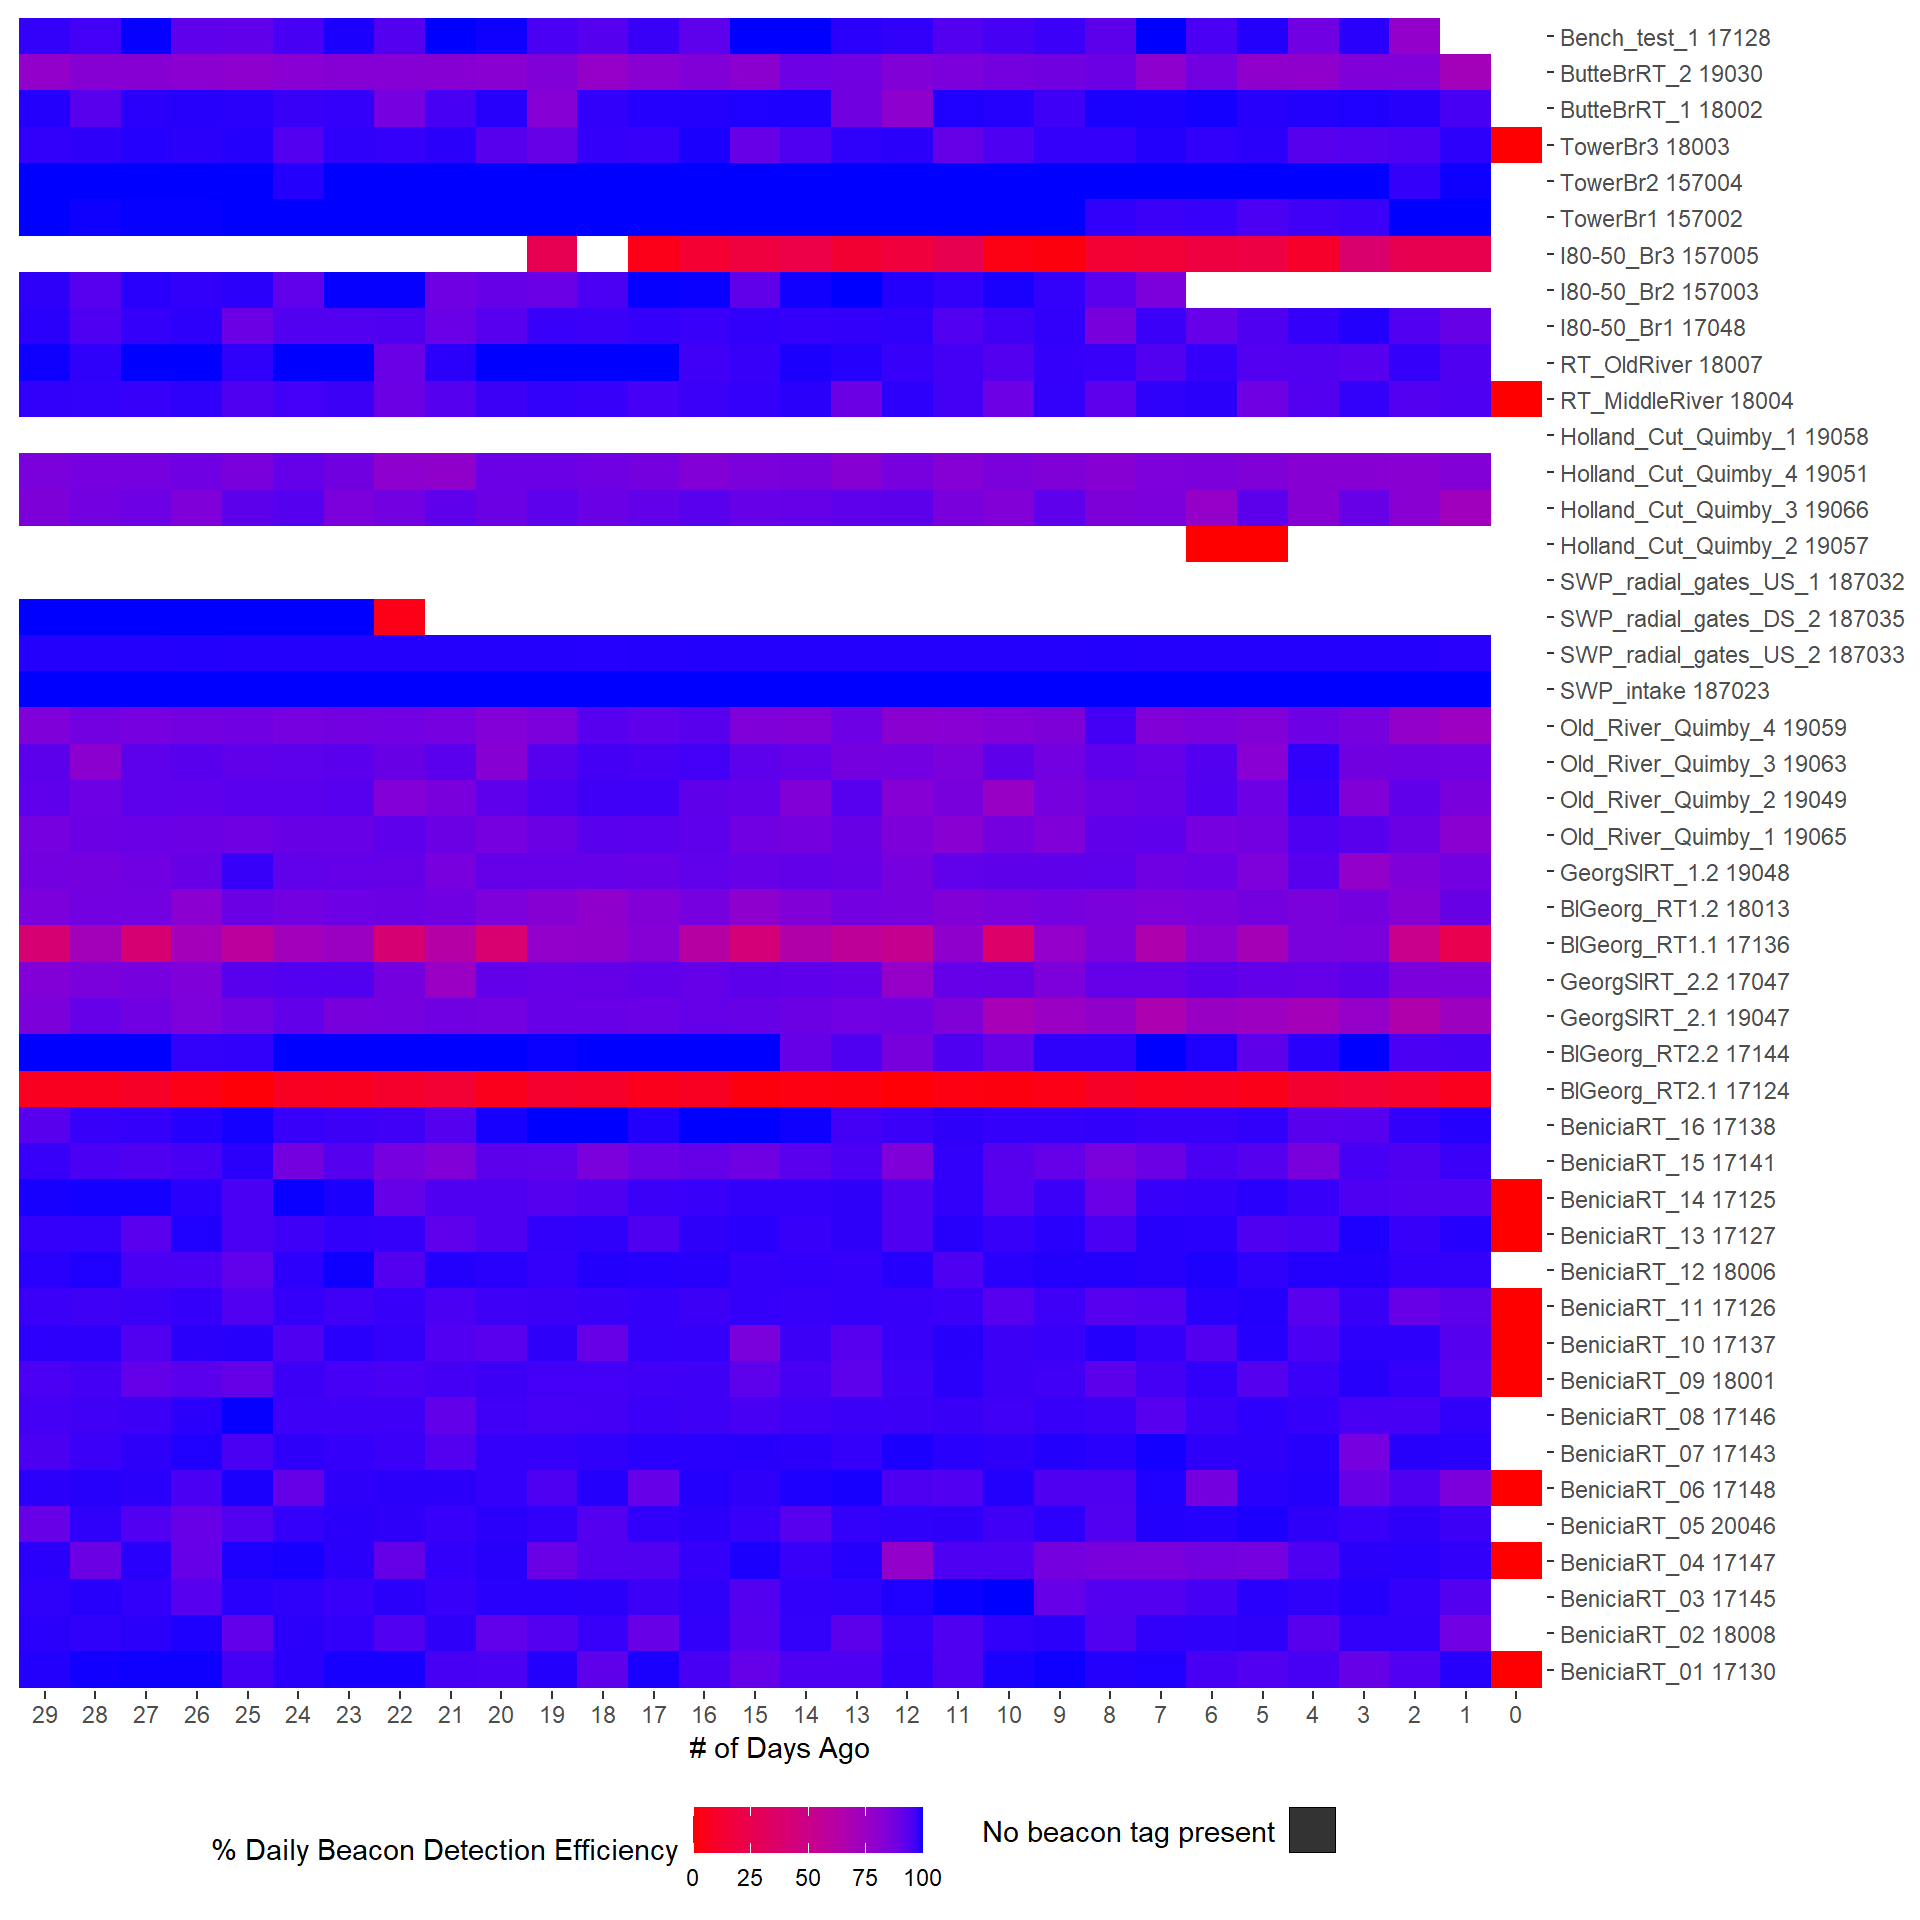 Bench_test_1 17128
ButteBrRT_2 19030
ButteBrRT_1 18002
TowerBr3 18003
TowerBr2 157004
TowerBr1 157002
I80-50_Br3 157005
I80-50_Br2 157003
I80-50_Br1 17048
RT_OldRiver 18007
RT_MiddleRiver 18004
Holland_Cut_Quimby_1 19058
Holland_Cut_Quimby_4 19051
Holland_Cut_Quimby_3 19066
Holland_Cut_Quimby_2 19057
SWP_radial_gates_US_1 187032
SWP_radial_gates_DS_2 187035
SWP_radial_gates_US_2 187033
SWP_intake 187023
Old_River_Quimby_4 19059
Old_River_Quimby_3 19063
Old_River_Quimby_2 19049
Old_River_Quimby_1 19065
GeorgSlRT_1.2 19048
BlGeorg_RT1.2 18013
BlGeorg_RT1.1 17136
GeorgSlRT_2.2 17047
GeorgSlRT_2.1 19047
BlGeorg_RT2.2 17144
BlGeorg_RT2.1 17124
BeniciaRT_16 17138
BeniciaRT_15 17141
BeniciaRT_14 17125
BeniciaRT_13 17127
BeniciaRT_12 18006
BeniciaRT_11 17126
BeniciaRT_10 17137
BeniciaRT_09 18001
BeniciaRT_08 17146
BeniciaRT_07 17143
BeniciaRT_06 17148
BeniciaRT_05 20046
BeniciaRT_04 17147
BeniciaRT_03 17145
BeniciaRT_02 18008
BeniciaRT_01 17130
29 28 27 26 25 24 23 22 21 20 19 18 17 16 15 14 13 12 11 10 9 8 7 6 5 4 3 2 1 0
# of Days Ago
% Daily Beacon Detection Efficiency
0 25 50 75 100
No beacon tag present